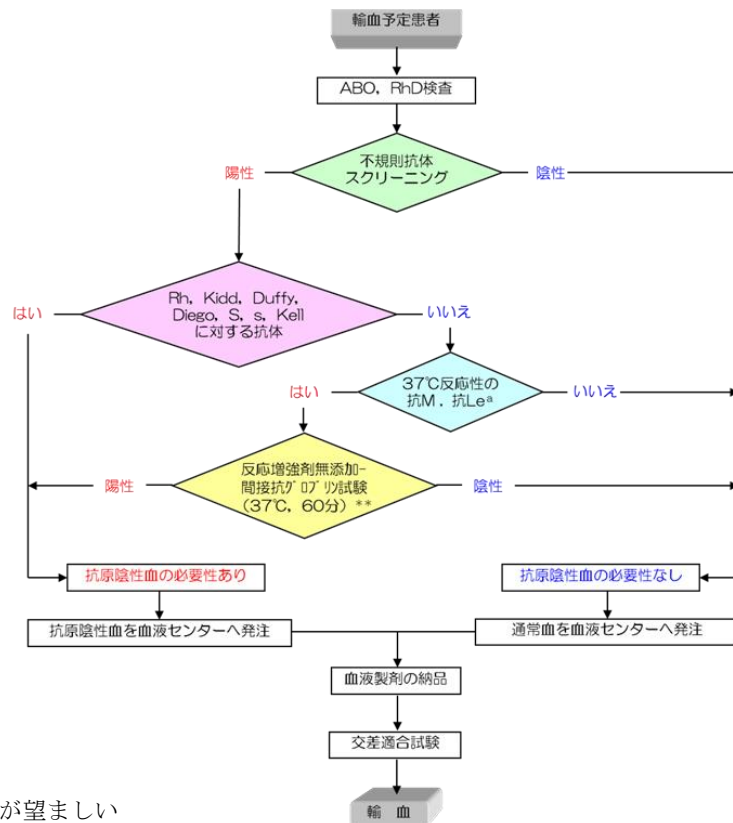 輸血予定患者
ABO, RhD検査
不規則抗体
スクリーニング
陽性
陰性
Rh, Kidd, Duffy,
Diego, S, s, Kell
に対する抗体
はい
いいえ
37℃反応性の
抗M, 抗Leª
はい
いいえ
反応増強剤無添加-
間接抗グロブリン試験
(37℃, 60分) **
陽性
陰性
抗原陰性血の必要性あり
抗原陰性血の必要性なし
抗原陰性血を血液センターへ発注
通常血を血液センターへ発注
血液製剤の納品
交差適合試験
輸 血
が望ましい